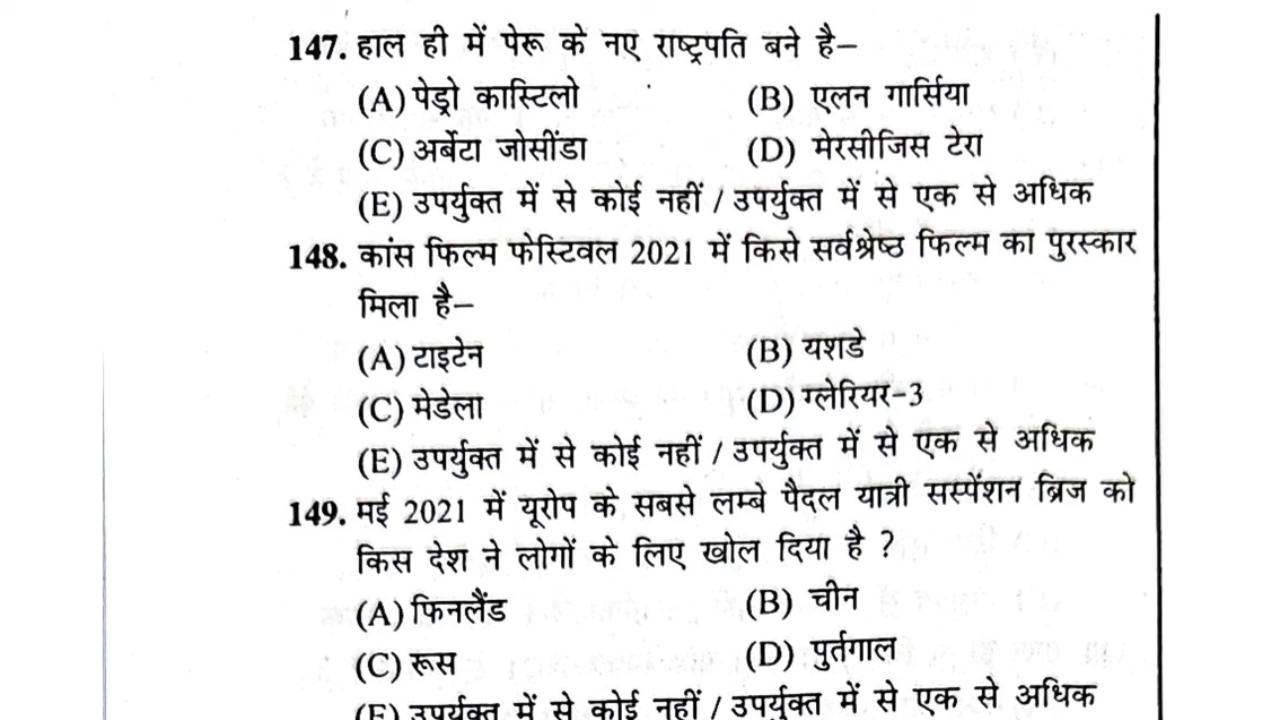 147. हाल ही में पेरू के नए राष्ट्रपति बने है–
(A) पेड्रो कास्टिलो (B) एलन गार्सिया
(C) अर्बेटा जोसींडा (D) मेरसीजिस टेरा
(E) उपर्युक्त में से कोई नहीं / उपर्युक्त में से एक से अधिक
148. कांस फिल्म फेस्टिवल 2021 में किसे सर्वश्रेष्ठ फिल्म का पुरस्कार
मिला है–
(A) टाइटेन (B) यशडे
(C) मेडेला (D) ग्लेरियर-3
(E) उपर्युक्त में से कोई नहीं / उपर्युक्त में से एक से अधिक
149. मई 2021 में यूरोप के सबसे लम्बे पैदल यात्री सस्पेंशन ब्रिज को
किस देश ने लोगों के लिए खोल दिया है ?
(A) फिनलैंड (B) चीन
(C) रूस (D) पुर्तगाल
(E) उपर्युक्त में से कोई नहीं / उपर्युक्त में से एक से अधिक